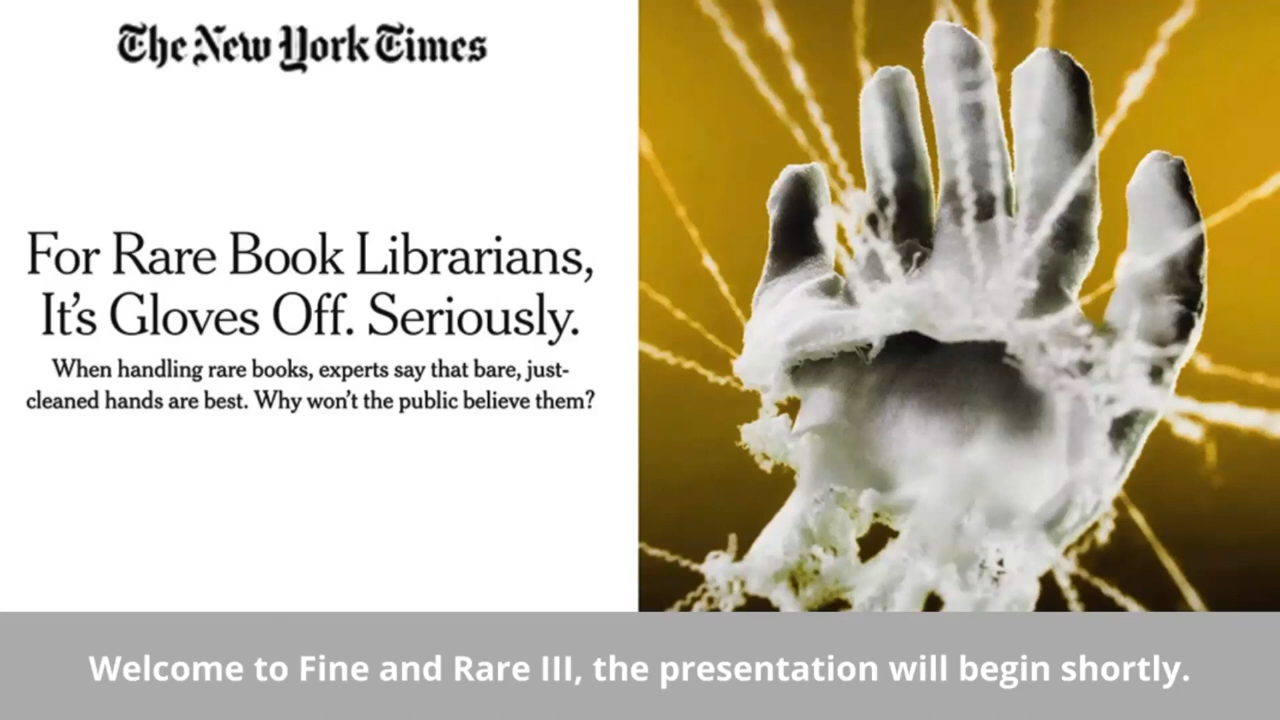 The New York Times
For Rare Book Librarians,
It’s Gloves Off. Seriously.
When handling rare books, experts say that bare, just-
cleaned hands are best. Why won’t the public believe them?
Welcome to Fine and Rare III, the presentation will begin shortly.